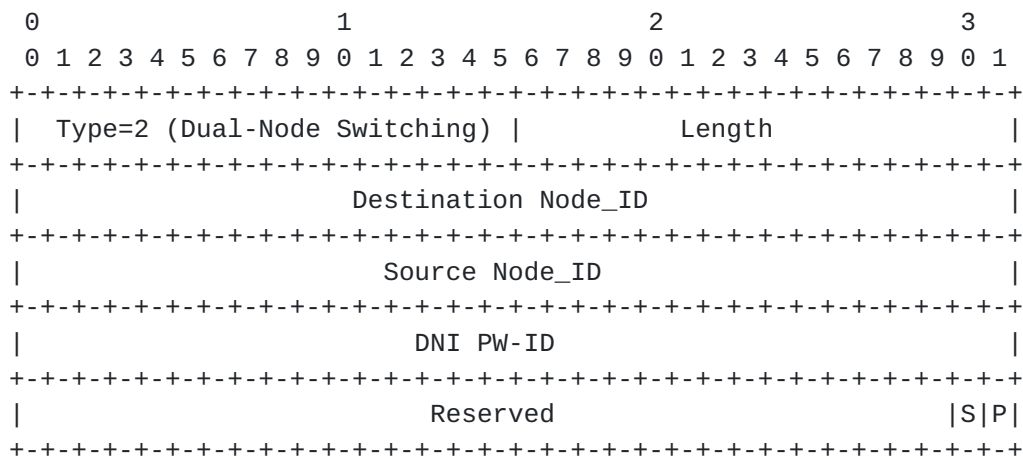 0                   1                   2                   3
 0 1 2 3 4 5 6 7 8 9 0 1 2 3 4 5 6 7 8 9 0 1 2 3 4 5 6 7 8 9 0 1
+-+-+-+-+-+-+-+-+-+-+-+-+-+-+-+-+-+-+-+-+-+-+-+-+-+-+-+-+-+-+-+-+
|  Type=2 (Dual-Node Switching) |          Length               |
+-+-+-+-+-+-+-+-+-+-+-+-+-+-+-+-+-+-+-+-+-+-+-+-+-+-+-+-+-+-+-+-+
|                     Destination Node_ID                       |
+-+-+-+-+-+-+-+-+-+-+-+-+-+-+-+-+-+-+-+-+-+-+-+-+-+-+-+-+-+-+-+-+
|                       Source Node_ID                          |
+-+-+-+-+-+-+-+-+-+-+-+-+-+-+-+-+-+-+-+-+-+-+-+-+-+-+-+-+-+-+-+-+
|                         DNI PW-ID                             |
+-+-+-+-+-+-+-+-+-+-+-+-+-+-+-+-+-+-+-+-+-+-+-+-+-+-+-+-+-+-+-+-+
|                          Reserved                         |S|P|
+-+-+-+-+-+-+-+-+-+-+-+-+-+-+-+-+-+-+-+-+-+-+-+-+-+-+-+-+-+-+-+-+